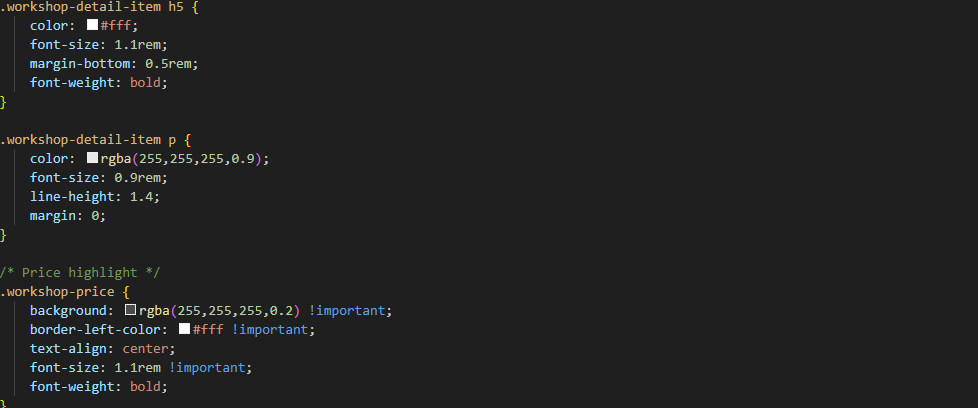 .workshop-detail-item h5 {
    color: #fff;
    font-size: 1.1rem;
    margin-bottom: 0.5rem;
    font-weight: bold;
}

.workshop-detail-item p {
    color: rgba(255,255,255,0.9);
    font-size: 0.9rem;
    line-height: 1.4;
    margin: 0;
}

/* Price highlight */
.workshop-price {
    background: rgba(255,255,255,0.2) !important;
    border-left-color: #fff !important;
    text-align: center;
    font-size: 1.1rem !important;
    font-weight: bold;
}